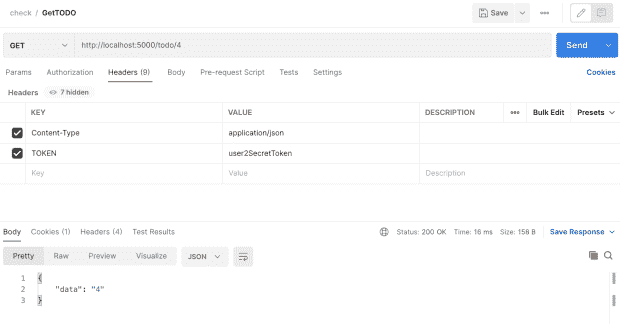 check / GetTODO
Save
GET http://localhost:5000/todo/4 Send
Params Authorization Headers (9) Body Pre-request Script Tests Settings Cookies
Headers 7 hidden
KEY VALUE DESCRIPTION Bulk Edit Presets
Content-Type application/json
TOKEN user2SecretToken
Key Value Description
Body Cookies (1) Headers (4) Test Results Status: 200 OK Time: 16 ms Size: 158 B Save Response
Pretty Raw Preview Visualize JSON
1 {
2 "data": "4"
3 }